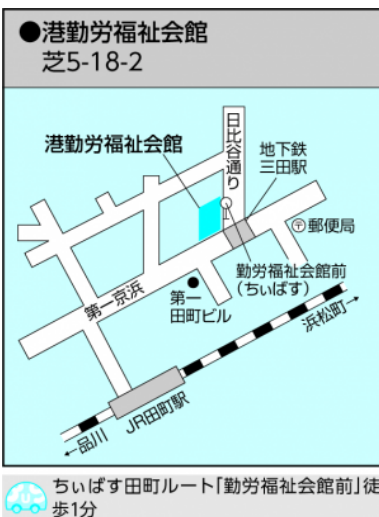 ●港勤労福祉会館
芝5-18-2
港勤労福祉会館
日比谷通り
地下鉄
三田駅
〒郵便局
勤労福祉会館前
(ちぃばす)
第一京浜
第一
田町ビル
浜松町→
JR田町駅
←品川
ちぃばす田町ルート「勤労福祉会館前」徒
歩1分